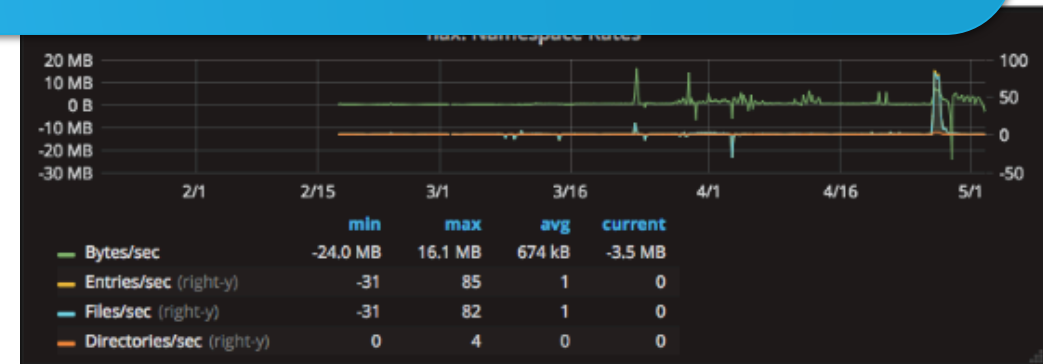 Namespace Rates
20 MB 100
10 MB
0 B 50
-10 MB 0
-20 MB
-30 MB -50
2/1 2/15 3/1 3/16 4/1 4/16 5/1
min max avg current
Bytes/sec -24.0 MB 16.1 MB 674 kB -3.5 MB
Entries/sec (right-y) -31 85 1 0
Files/sec (right-y) -31 82 1 0
Directories/sec (right-y) 0 4 0 0